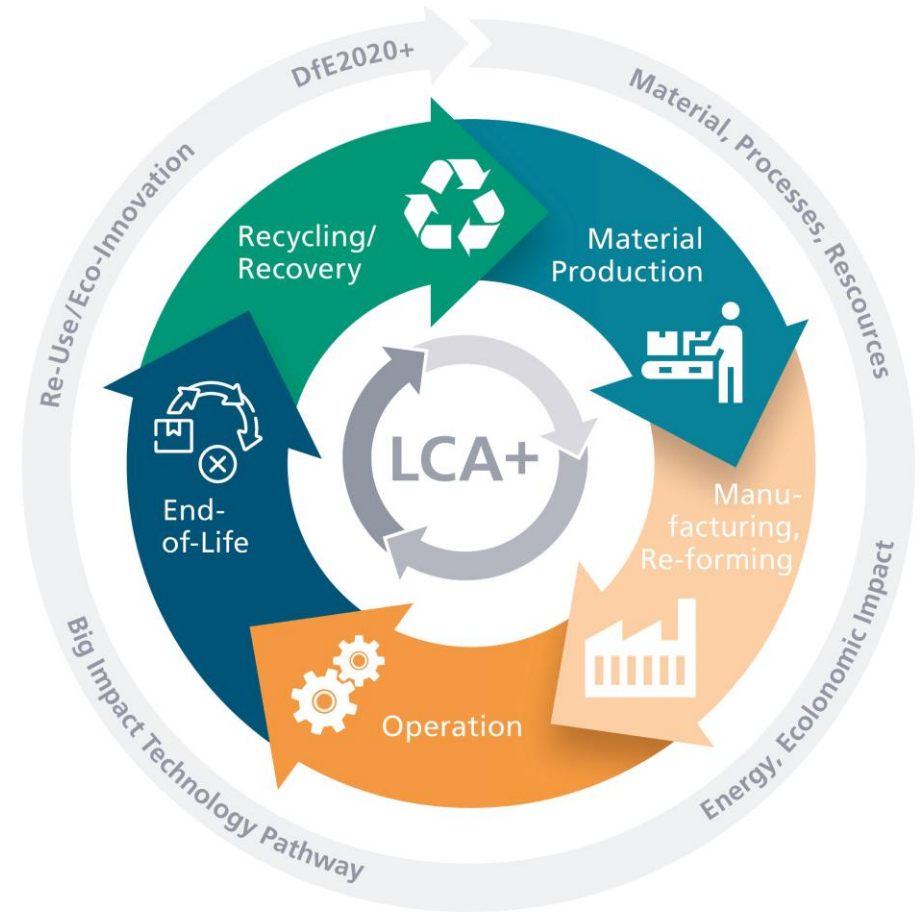 DfE2020+
Material, Processes, Rescources
Energy, Ecolonomic Impact
Big Impact Technology Pathway
Re-Use/Eco-Innovation
Recycling/
Recovery
Material
Production
Manu-
facturing,
Re-forming
Operation
End-
of-Life
LCA+